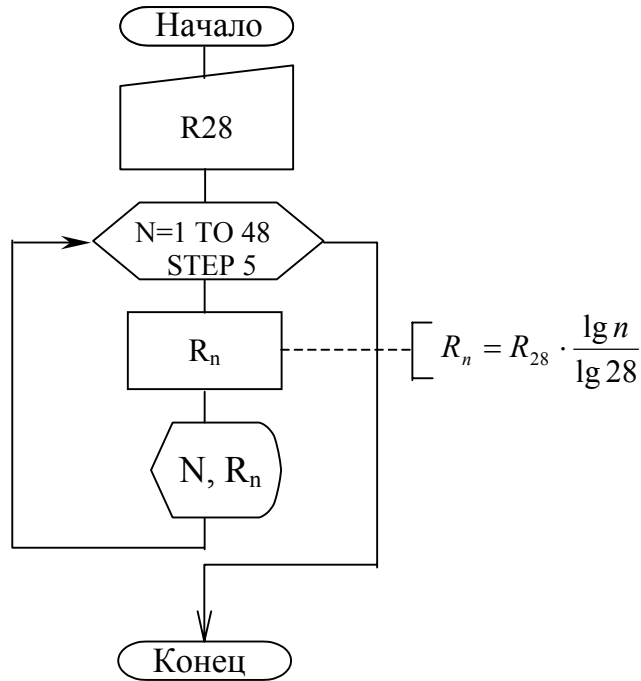 Начало
R28
N=1 TO 48
STEP 5
Rn
Rn = R28 · lg n / lg 28
N, Rn
Конец